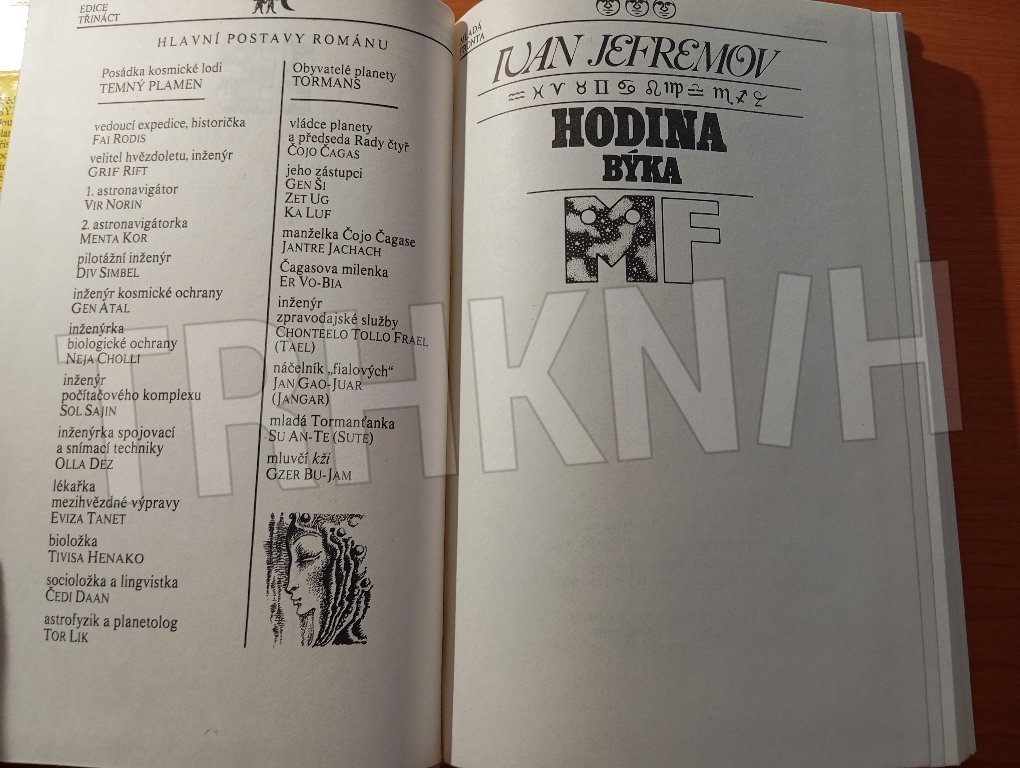 EDICE
TŘINÁCT
HLAVNÍ POSTAVY ROMÁNU
Posádka kosmické lodi
TEMNÝ PLAMEN
vedoucí expedice, historička
FAI RODIS
velitel hvězdoletu, inženýr
GRIF RIFT
1. astronavigátor
VIR NORIN
2. astronavigátorka
MENTA KOR
pilotážní inženýr
DIV SIMBEL
inženýr kosmické ochrany
GEN ATAL
inženýrka
biologické ochrany
NEJA CHOLLI
inženýr
počítačového komplexu
SOL SAJIN
inženýrka spojovací
a snímací techniky
OLLA DEZ
lékařka
mezihvězdné výpravy
EVIZA TANET
bioložka
TIVISA HENAKO
socioložka a lingvistka
ČEDI DAAN
astrofyzik a planetolog
TOR LIK
Obyvatelé planety
TORMANS
vládce planety
a předseda Rady čtyř
ČOJO ČAGAS
jeho zástupci
GEN ŠI
ZET UG
KA LUF
manželka Čojo Čagase
JANTRE JACHACH
Čagasova milenka
ER VO-BIA
inženýr
zpravodajské služby
CHONTEELO TOLLO FRAEL
(TAEL)
náčelník „fialových“
JAN GAO-JUAR
(JANGAR)
mladá Tormanťanka
SU AN-TE (SUTE)
mluvčí kži
GZER BU-JAM
MLADÁ
FRONTA
IVAN JEFREMOV
♒ ♓ ♈ ♉ ♊ ♋ ♌ ♍ ♎ ♏ ♐ ♑
HODINA
BÝKA
MF
TRHKNIH